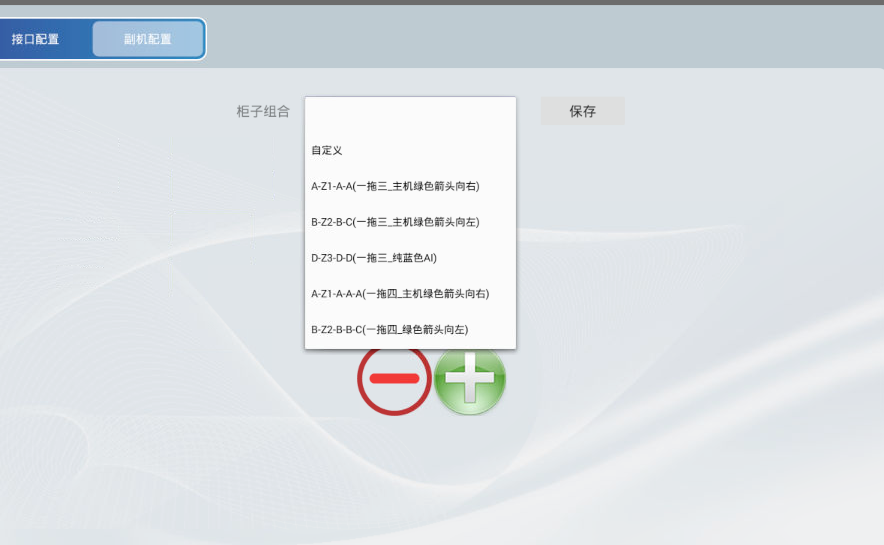 接口配置
副机配置
柜子组合
保存
自定义
A-Z1-A-A(一拖三_主机绿色箭头向右)
B-Z2-B-C(一拖三_主机绿色箭头向左)
D-Z3-D-D(一拖三_纯蓝色AI)
A-Z1-A-A-A(一拖四_主机绿色箭头向右)
B-Z2-B-B-C(一拖四_绿色箭头向左)